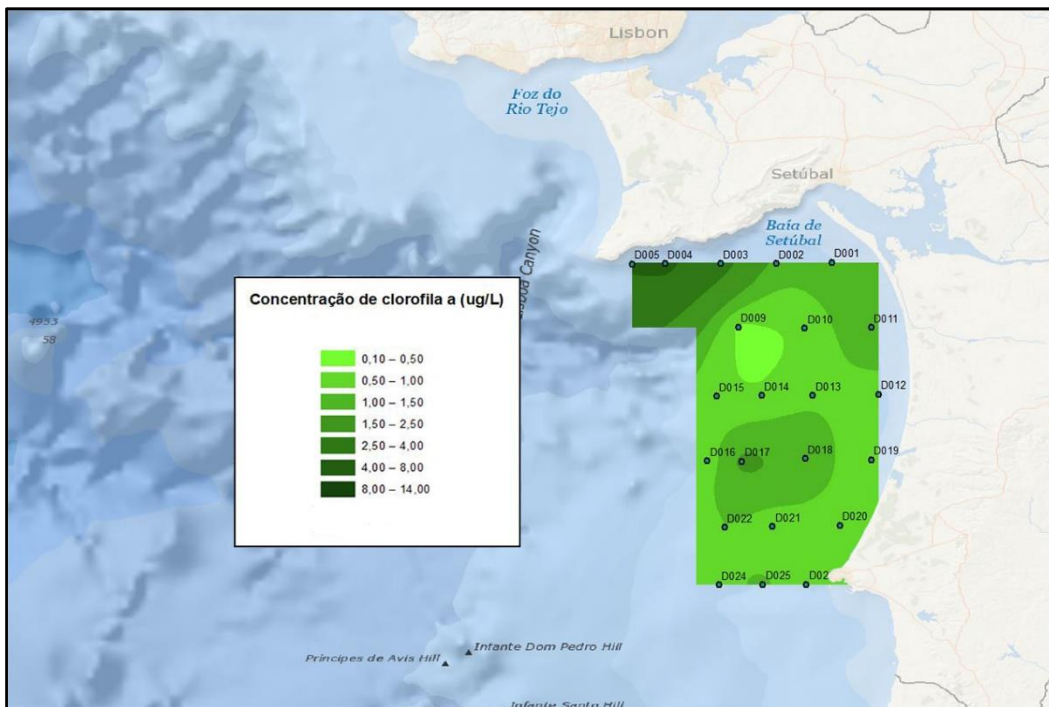 Lisbon
Foz do
Rio Tejo
Setúbal
Baía de
Setúbal
Lisboa Canyon
D005 D004 D003 D002 D001
Concentração de clorofila a (ug/L)
0,10 – 0,50
0,50 – 1,00
1,00 – 1,50
1,50 – 2,50
2,50 – 4,00
4,00 – 8,00
8,00 – 14,00
4953
58
D009 D010 D011
D015 D014 D013 D012
D016 D017 D018 D019
D022 D021 D020
D024 D025 D02
Infante Dom Pedro Hill
Príncipes de Avis Hill
Infante Santo Hill